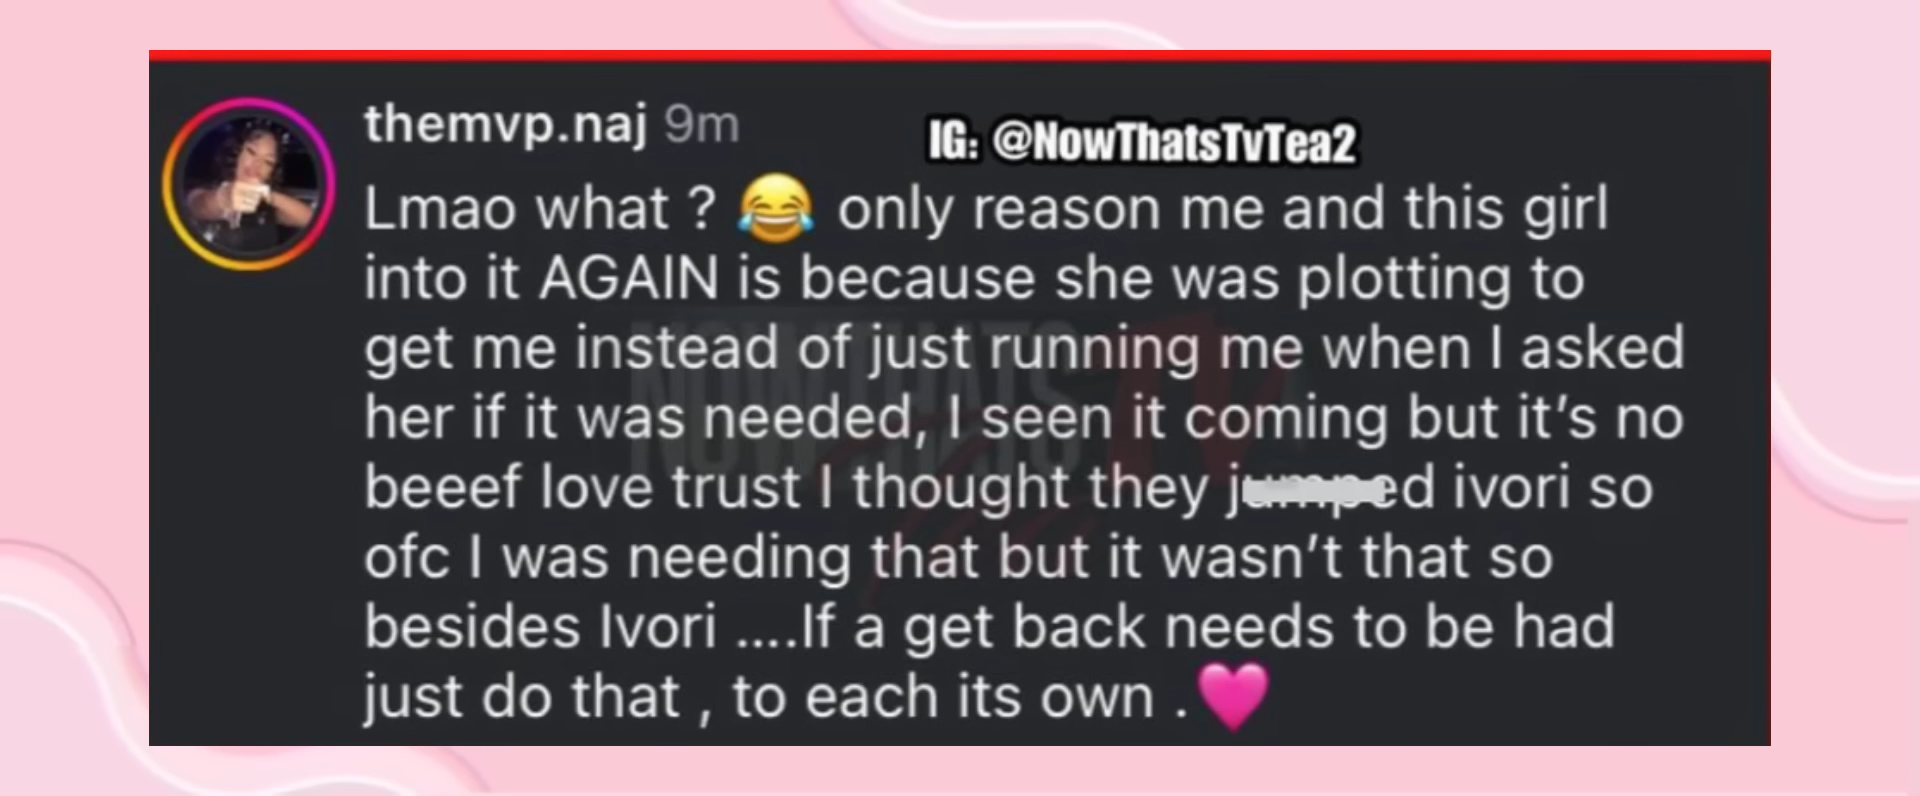 themvp.naj 9m
IG: @NowThatsTvTea2
Lmao what ? 😂 only reason me and this girl
into it AGAIN is because she was plotting to
get me instead of just running me when I asked
her if it was needed, I seen it coming but it’s no
beeef love trust I thought they jumped ivori so
ofc I was needing that but it wasn’t that so
besides Ivori ....If a get back needs to be had
just do that , to each its own . 💗
NOWTHATS TV